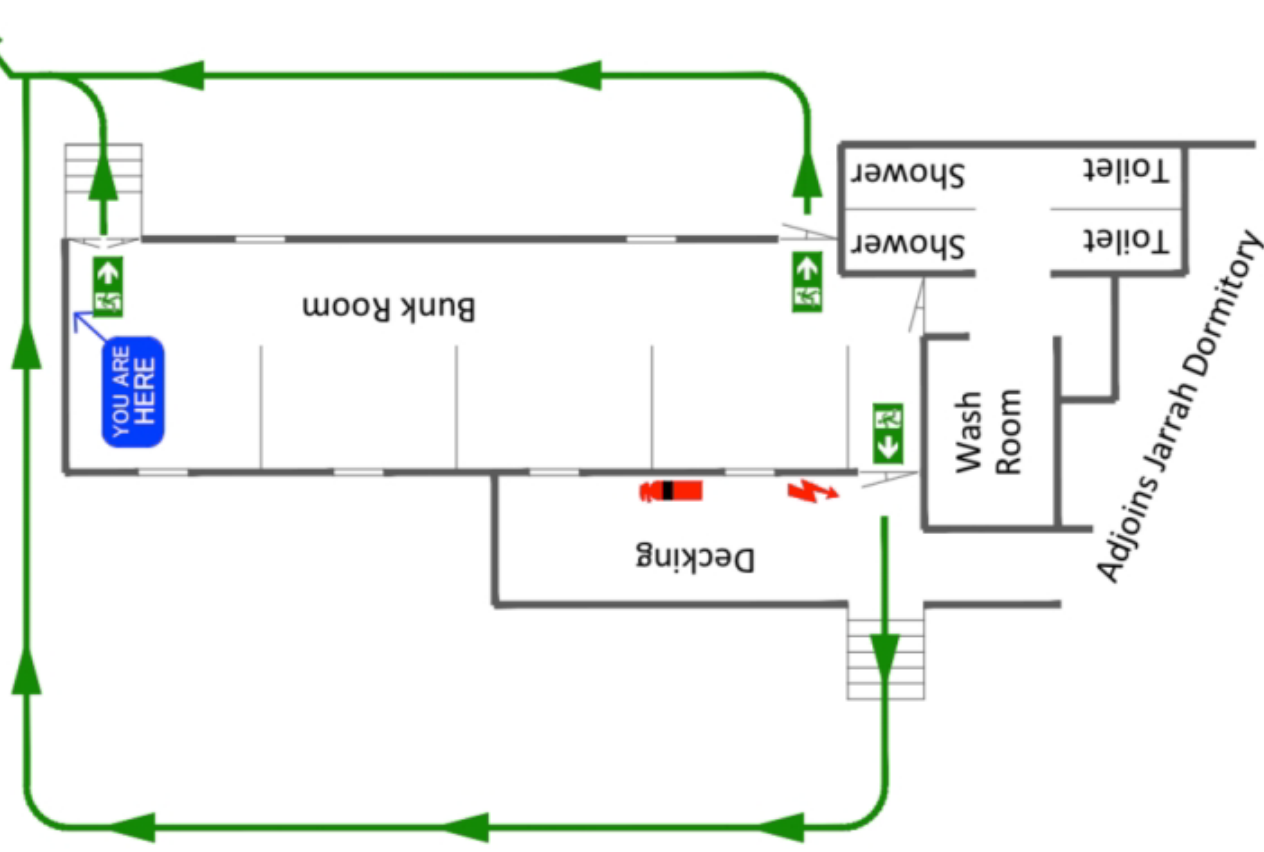 Shower
Toilet
Shower
Toilet
Bunk Room
YOU ARE
HERE
Wash
Room
Decking
Adjoins Jarrah Dormitory